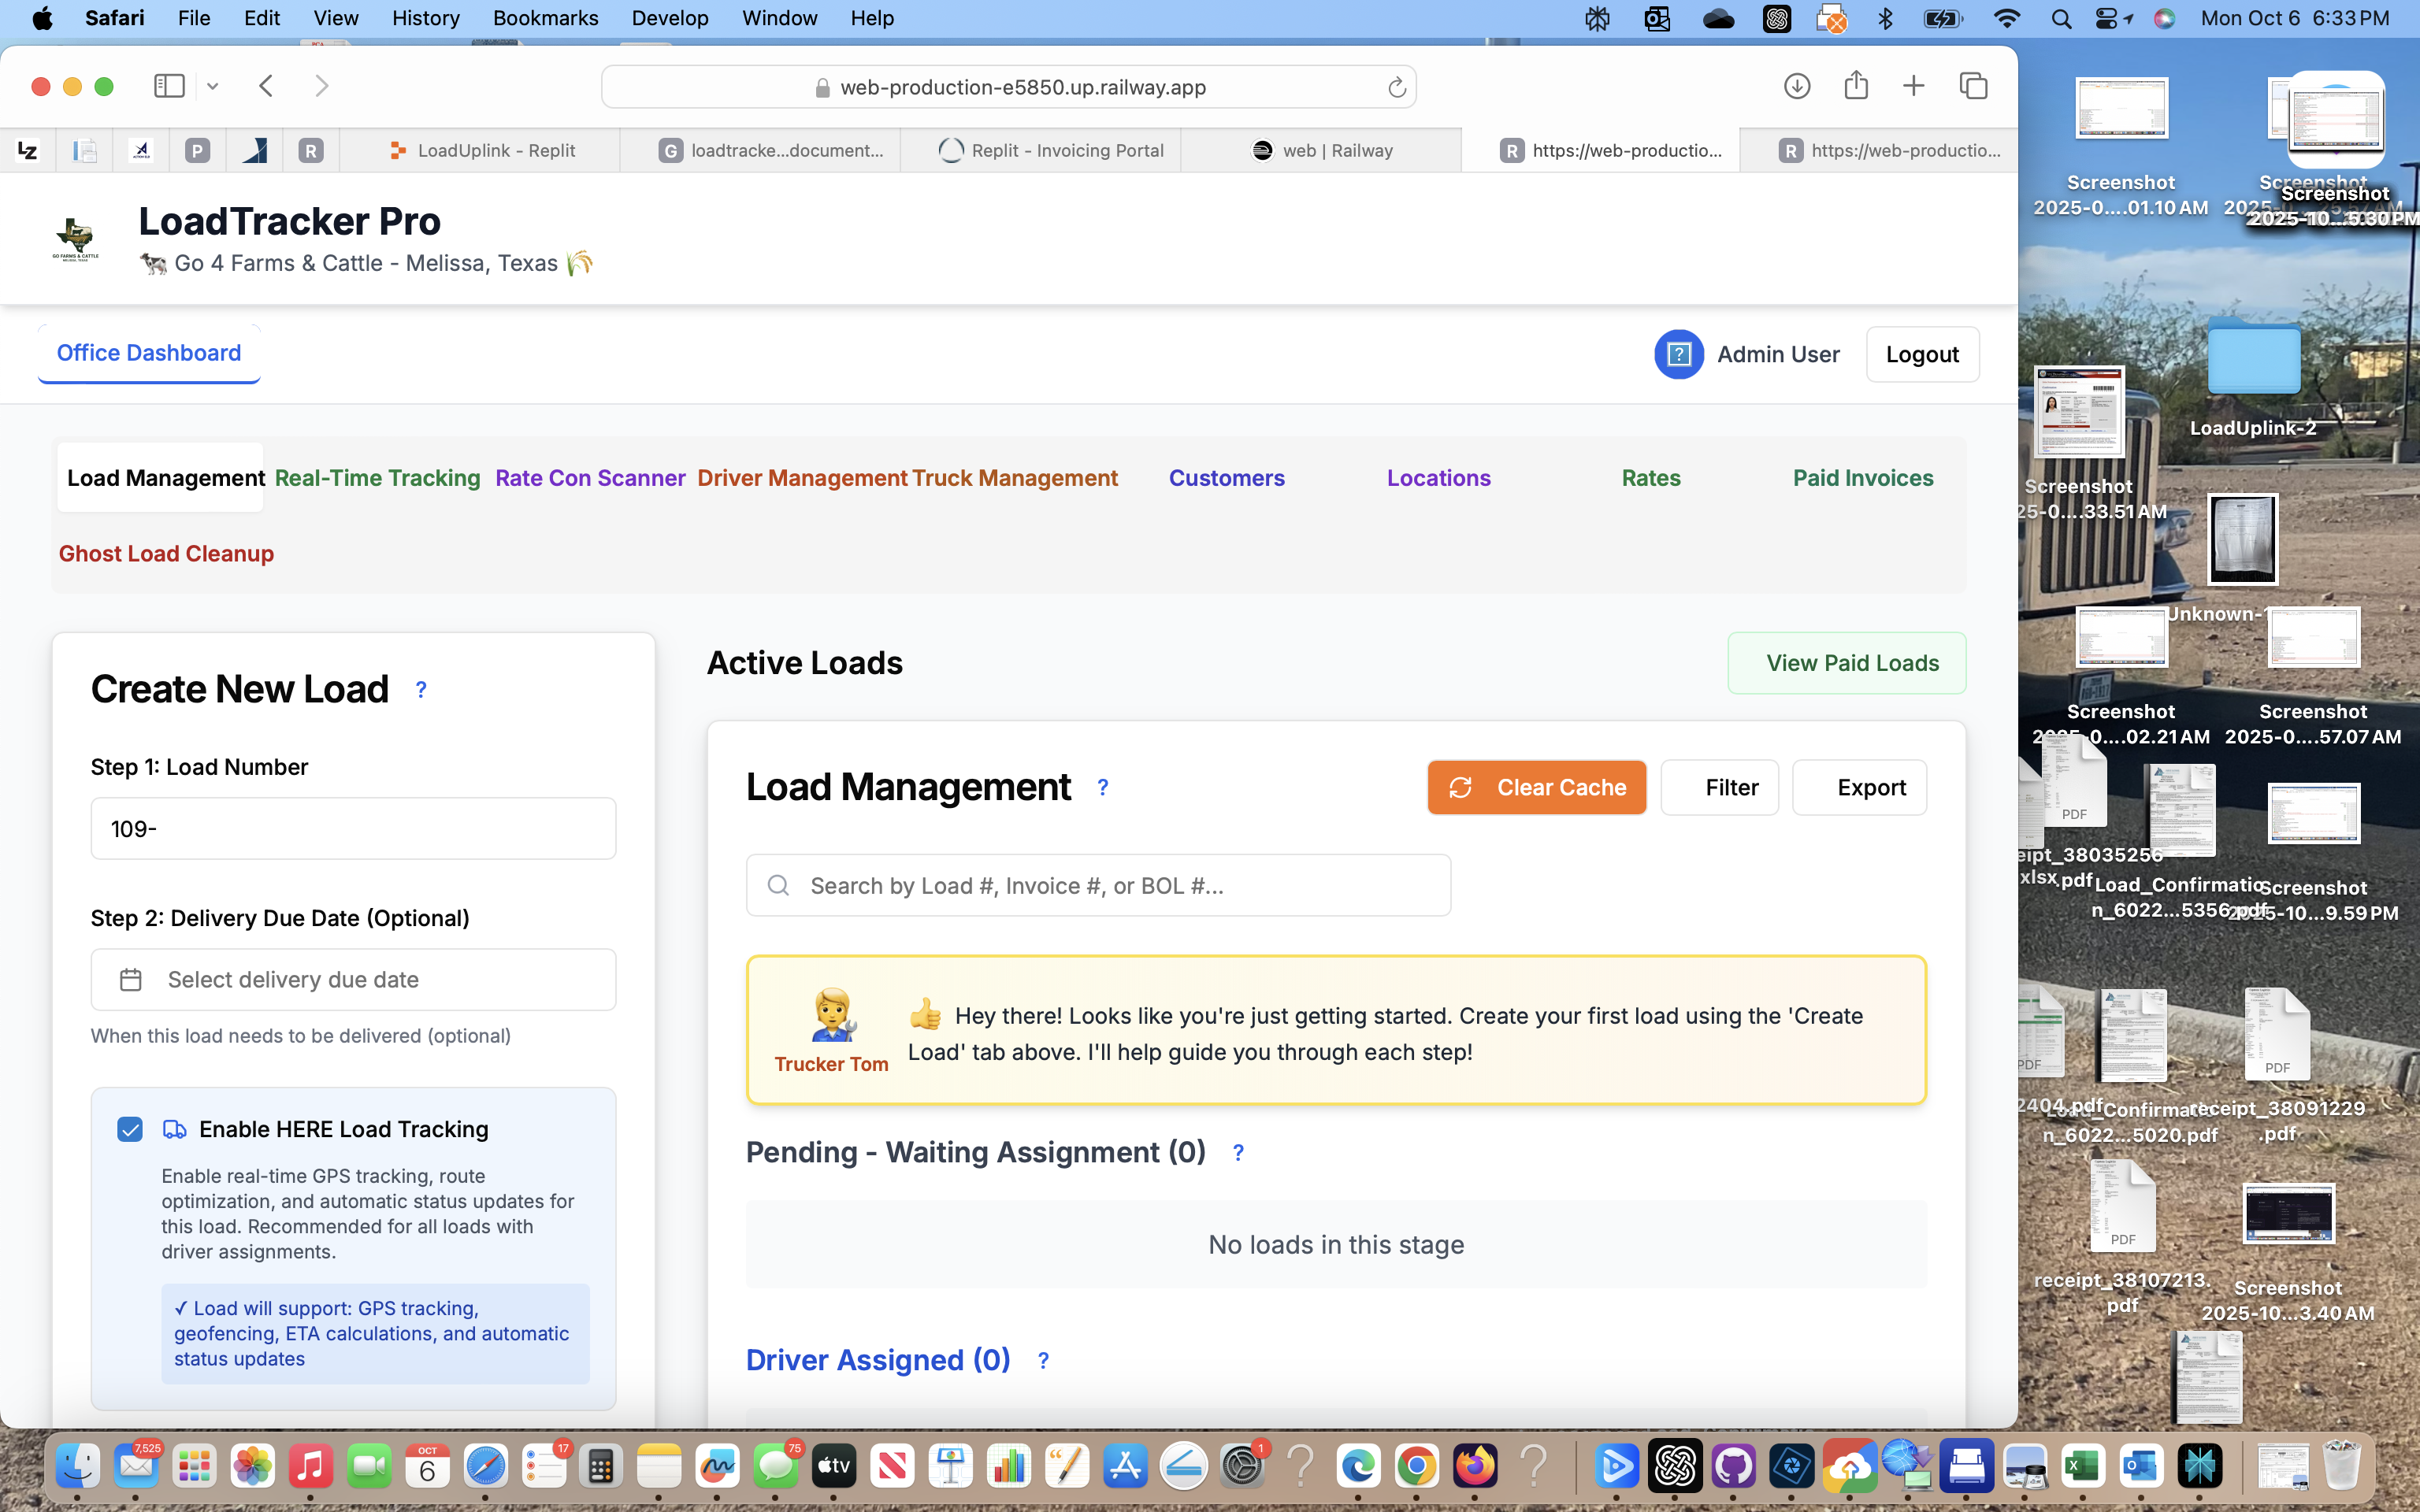 Safari File Edit View History Bookmarks Develop Window Help
Mon Oct 6 6:33 PM
web-production-e5850.up.railway.app
LZ
P
R
LoadUplink - Replit
G loadtracke...document...
Replit - Invoicing Portal
web | Railway
R https://web-productio...
R https://web-productio...
LoadTracker Pro
Go 4 Farms & Cattle - Melissa, Texas
GO FARMS & CATTLE
MELISSA, TEXAS
Office Dashboard
? Admin User
Logout
Load Management
Real-Time Tracking
Rate Con Scanner
Driver Management
Truck Management
Customers
Locations
Rates
Paid Invoices
Ghost Load Cleanup
Create New Load ?
Step 1: Load Number
109-
Step 2: Delivery Due Date (Optional)
Select delivery due date
When this load needs to be delivered (optional)
Enable HERE Load Tracking
Enable real-time GPS tracking, route
optimization, and automatic status updates for
this load. Recommended for all loads with
driver assignments.
✓ Load will support: GPS tracking,
geofencing, ETA calculations, and automatic
status updates
Active Loads
View Paid Loads
Load Management ?
Clear Cache
Filter
Export
Search by Load #, Invoice #, or BOL #...
Trucker Tom
👍 Hey there! Looks like you're just getting started. Create your first load using the 'Create
Load' tab above. I'll help guide you through each step!
Pending - Waiting Assignment (0) ?
No loads in this stage
Driver Assigned (0) ?
Screenshot
2025-0....01.10 AM
Screenshot
2025-10...5.30 PM
LoadUplink-2
Screenshot
25-0....33.51 AM
Unknown-1
Screenshot
2025-0....02.21 AM
Screenshot
2025-0....57.07 AM
PDF
eipt_38035256
.pdf
xlsx
Load_Confirmatio
n_6022...5356.pdf
Screenshot
2025-10...9.59 PM
PDF
2404.pdf
Load_Confirmatio
n_6022...5020.pdf
PDF
receipt_38091229
.pdf
PDF
receipt_38107213.
pdf
Screenshot
2025-10...3.40 AM
7,525
OCT
6
17
75
tv
1